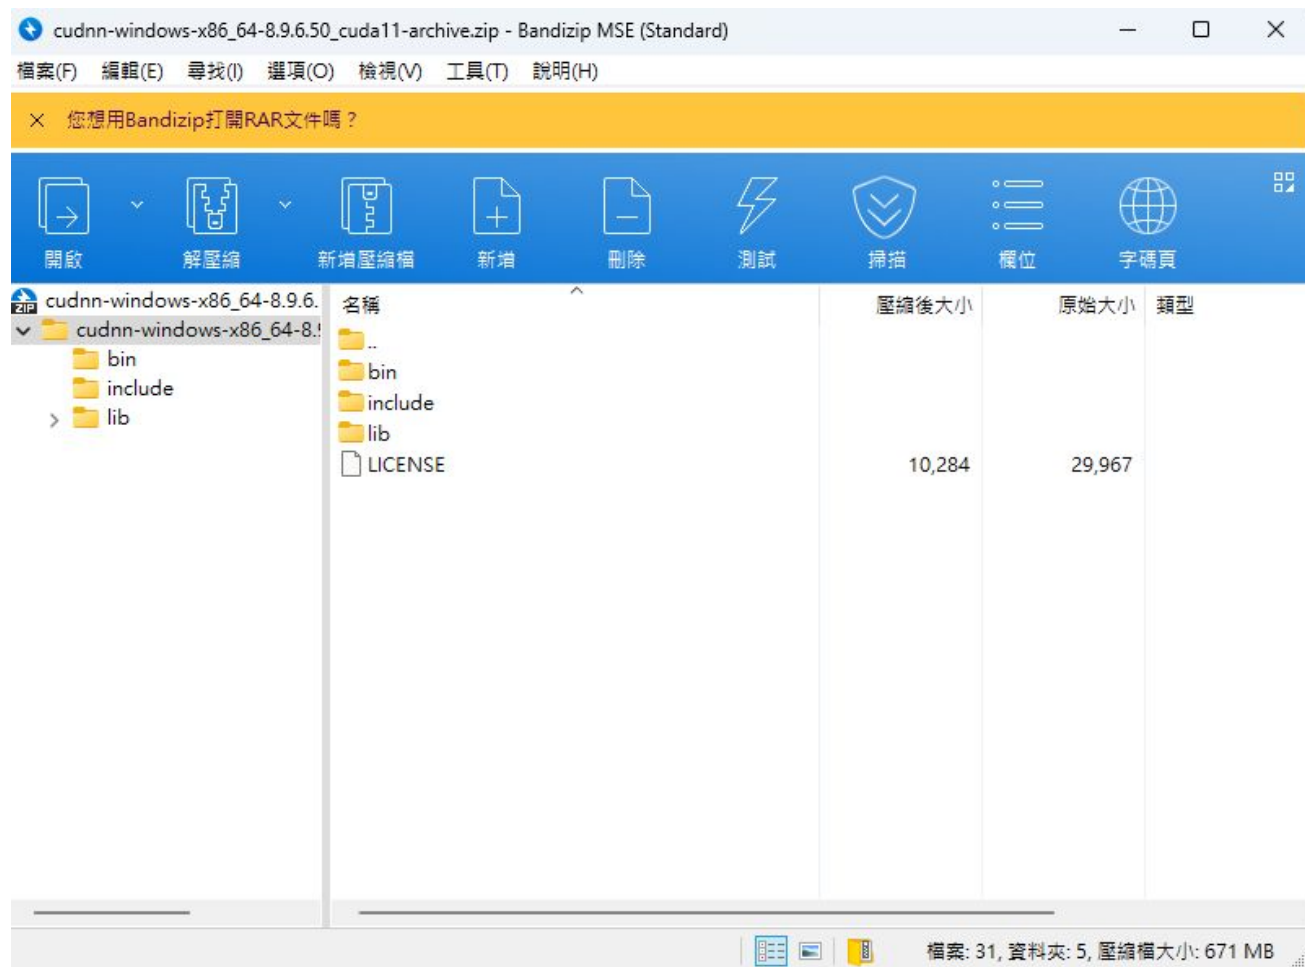 cudnn-windows-x86_64-8.9.6.50_cuda11-archive.zip - Bandizip MSE (Standard)
檔案(F) 編輯(E) 尋找(I) 選項(O) 檢視(V) 工具(T) 說明(H)
您想用Bandizip打開RAR文件嗎？
開啟 解壓縮 新增壓縮檔 新增 刪除 測試 掃描 欄位 字碼頁
ZIP cudnn-windows-x86_64-8.9.6.
cudnn-windows-x86_64-8.9
bin
include
lib
名稱 壓縮後大小 原始大小 類型
..
bin
include
lib
LICENSE 10,284 29,967
檔案: 31, 資料夾: 5, 壓縮檔大小: 671 MB